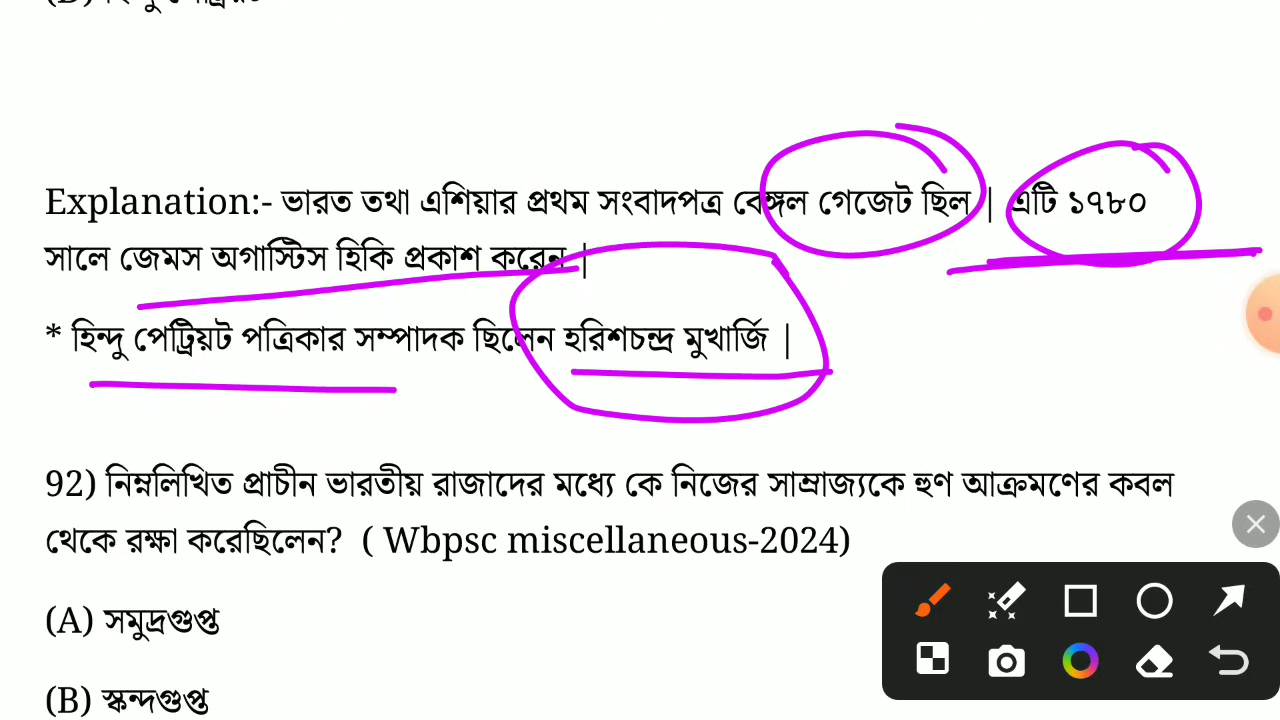 Explanation:- ভারত তথা এশিয়ার প্রথম সংবাদপত্র বেঙ্গল গেজেট ছিল | এটি ১৭৮০
সালে জেমস অগাস্টিস হিকি প্রকাশ করেন |
* হিন্দু পেট্রিয়ট পত্রিকার সম্পাদক ছিলেন হরিশচন্দ্র মুখার্জি |
92) নিম্নলিখিত প্রাচীন ভারতীয় রাজাদের মধ্যে কে নিজের সাম্রাজ্যকে হুণ আক্রমণের কবল
থেকে রক্ষা করেছিলেন? ( Wbpsc miscellaneous-2024)
(A) সমুদ্রগুপ্ত
(B) স্কন্দগুপ্ত